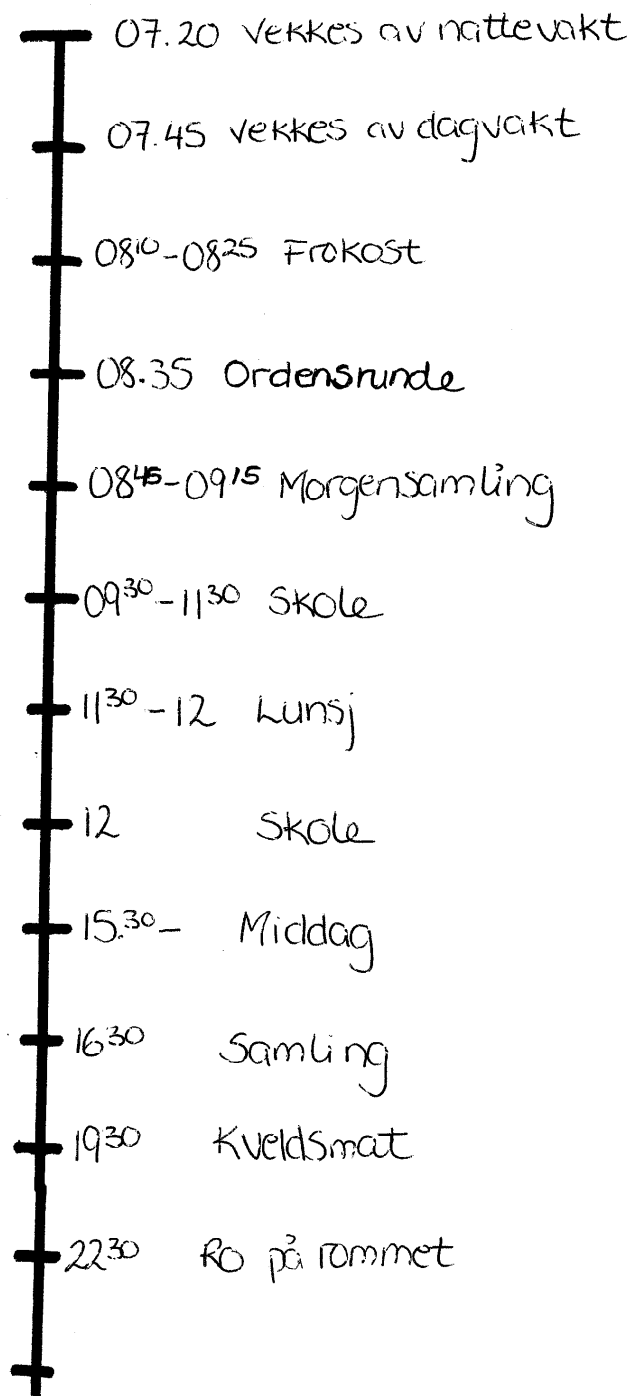 07.20 Vekkes av nattevakt
07.45 Vekkes av dagvakt
08¹⁰-08²⁵ Frokost
08.35 Ordensrunde
08⁴⁵-09¹⁵ Morgensamling
09³⁰-11³⁰ Skole
11³⁰-12 Lunsj
12 Skole
15.³⁰- Middag
16³⁰ Samling
19³⁰ Kveldsmat
22³⁰ Ro på rommet